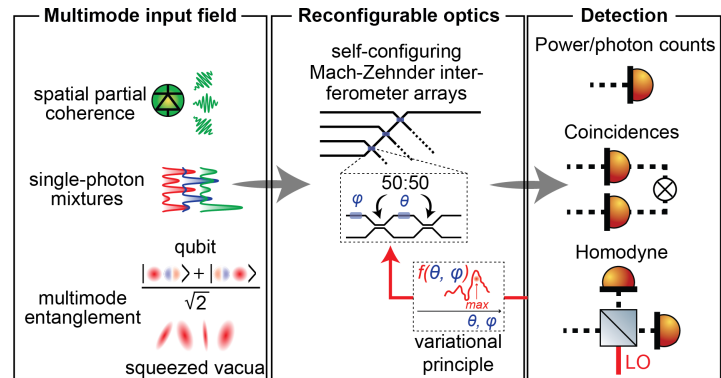 Multimode input field
spatial partial
coherence
single-photon
mixtures
qubit
| ⟩+| ⟩
√2
multimode
entanglement
squeezed vacua
Reconfigurable optics
self-configuring
Mach-Zehnder inter-
ferometer arrays
50:50
φ θ
f(θ, φ)
max
θ, φ
variational
principle
Detection
Power/photon counts
Coincidences
Homodyne
LO